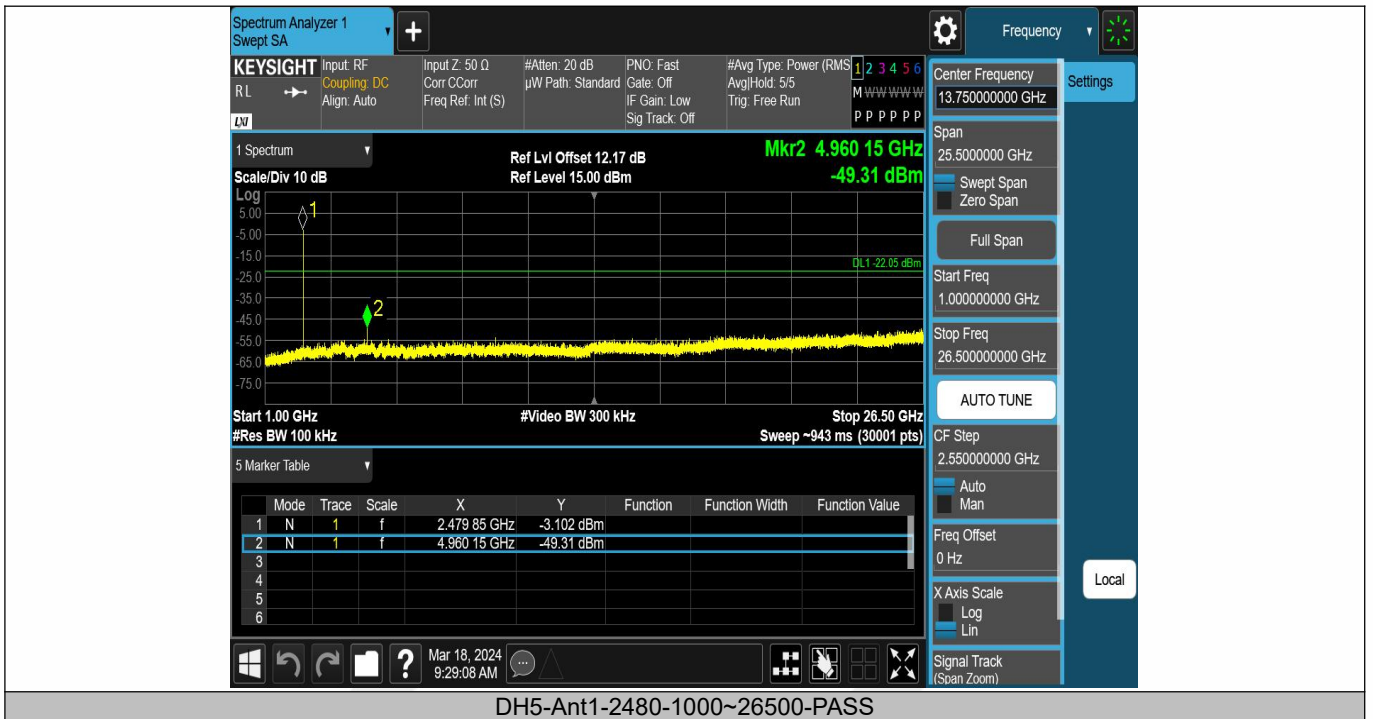 Spectrum Analyzer 1
Swept SA
+
Frequency
KEYSIGHT
RL
LXI
Input: RF
Coupling: DC
Align: Auto
Input Z: 50 Ω
Corr CCorr
Freq Ref: Int (S)
#Atten: 20 dB
µW Path: Standard
PNO: Fast
Gate: Off
IF Gain: Low
Sig Track: Off
#Avg Type: Power (RMS
Avg|Hold: 5/5
Trig: Free Run
1 2 3 4 5 6
M W W W W W
P P P P P P
1 Spectrum
Scale/Div 10 dB
Ref Lvl Offset 12.17 dB
Ref Level 15.00 dBm
Mkr2 4.960 15 GHz
-49.31 dBm
Log
5.00
-5.00
-15.0
-25.0
-35.0
-45.0
-55.0
-65.0
-75.0
1
2
DL1 -22.05 dBm
Start 1.00 GHz #Video BW 300 kHz Stop 26.50 GHz
#Res BW 100 kHz Sweep ~943 ms (30001 pts)
5 Marker Table
Mode Trace Scale X Y Function Function Width Function Value
1 N 1 f 2.479 85 GHz -3.102 dBm
2 N 1 f 4.960 15 GHz -49.31 dBm
3
4
5
6
Mar 18, 2024
9:29:08 AM
?
Center Frequency
13.750000000 GHz
Settings
Span
25.5000000 GHz
Swept Span
Zero Span
Full Span
Start Freq
1.000000000 GHz
Stop Freq
26.500000000 GHz
AUTO TUNE
CF Step
2.550000000 GHz
Auto
Man
Freq Offset
0 Hz
Local
X Axis Scale
Log
Lin
Signal Track
(Span Zoom)
DH5-Ant1-2480-1000~26500-PASS